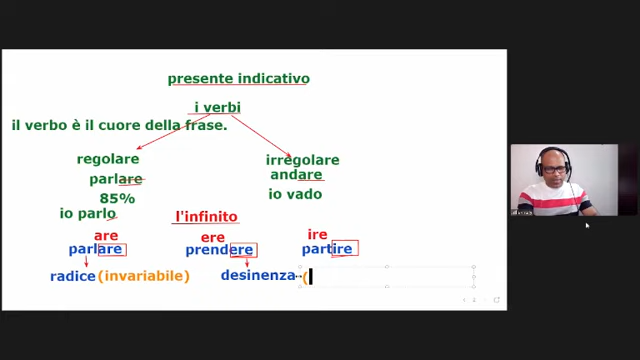 presente indicativo
i verbi
il verbo è il cuore della frase.
regolare irregolare
parlare andare
85% io vado
io parlo l'infinito
are ere ire
parlare prendere partire
radice (invariabile) desinenza (